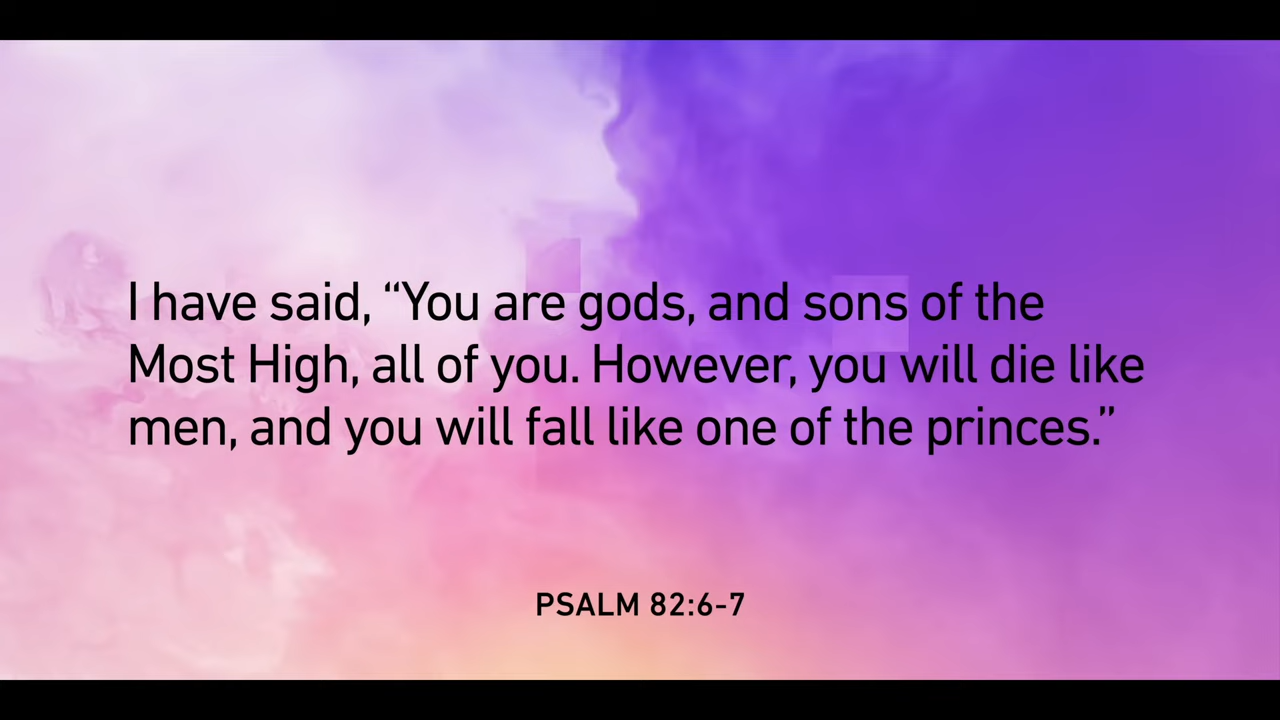 I have said, “You are gods, and sons of the
Most High, all of you. However, you will die like
men, and you will fall like one of the princes.”
PSALM 82:6-7